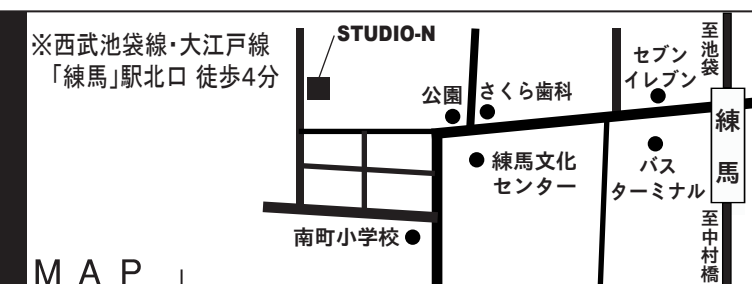 ※西武池袋線・大江戸線
「練馬」駅北口 徒歩4分
STUDIO-N
公園
さくら歯科
セブン
イレブン
至池袋
練馬
練馬文化
センター
バス
ターミナル
至中村橋
南町小学校
MAP